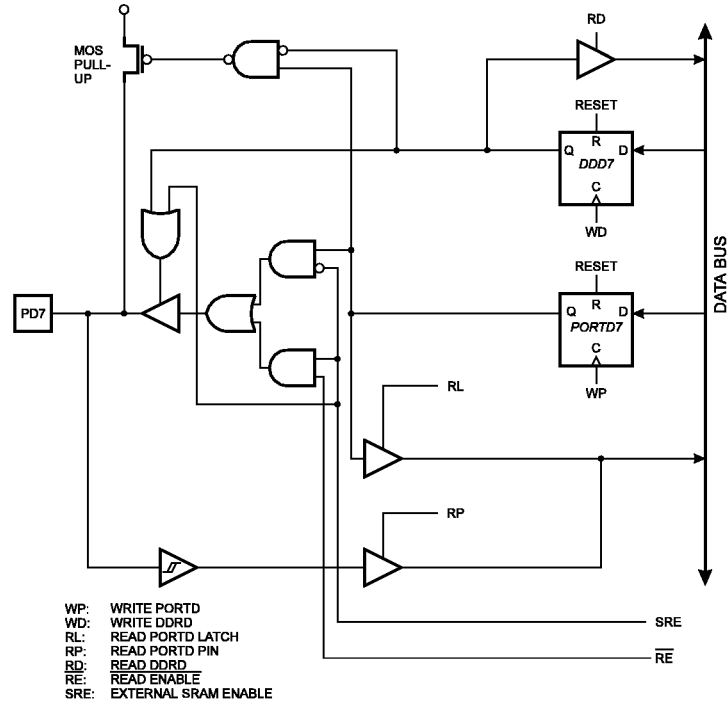 RD
MOS
PULL-
UP
RESET
R
Q
D
DDD7
C
WD
DATA BUS
RESET
PD7
R
Q
D
PORTD7
C
WP
RL
RP
WP: WRITE PORTD
WD: WRITE DDRD
RL: READ PORTD LATCH
RP: READ PORTD PIN
RD: READ DDRD
RE: READ ENABLE
SRE: EXTERNAL SRAM ENABLE
SRE
RE